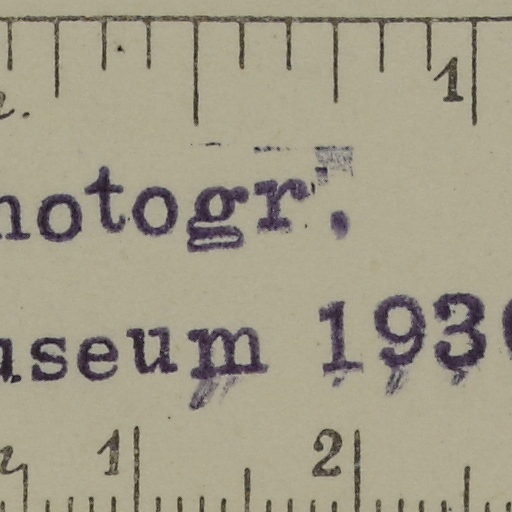 1
hotogr.
useum 193
1 2